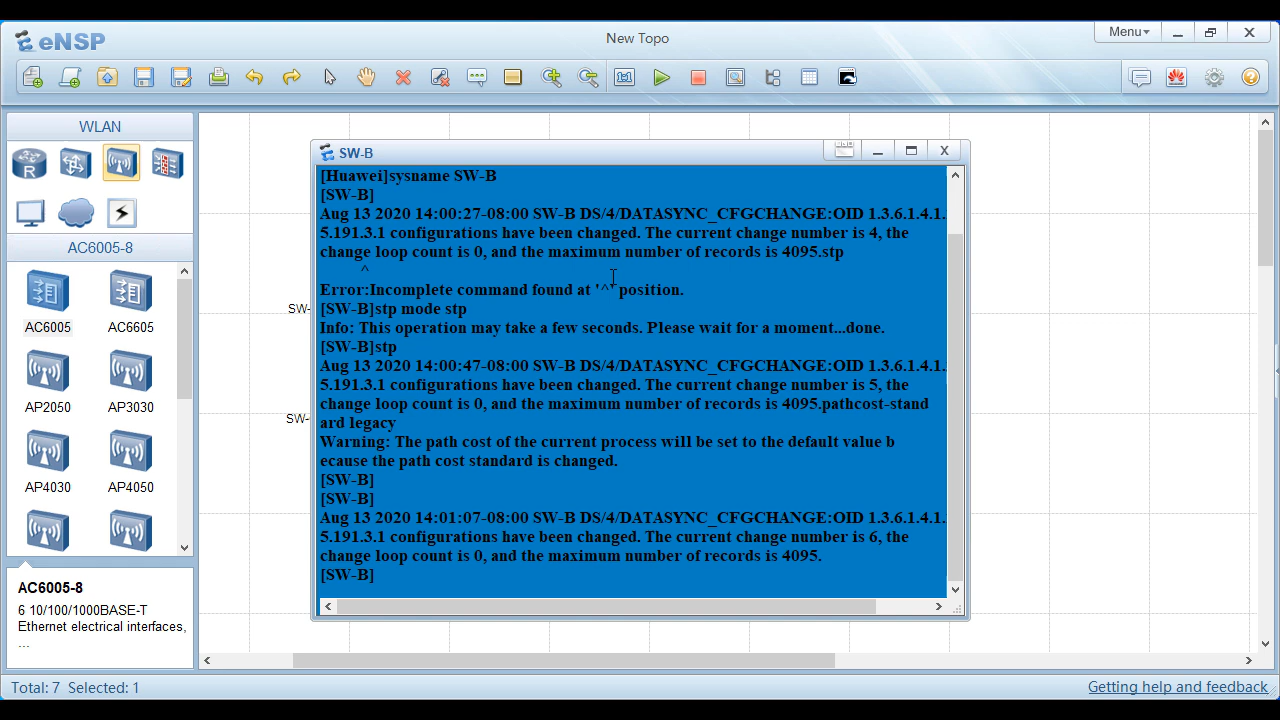 eNSP
New Topo
Menu
WLAN
R
AC6005-8
AC6005
AC6605
AP2050
AP3030
AP4030
AP4050
AC6005-8
6 10/100/1000BASE-T
Ethernet electrical interfaces,
...
SW-
SW-
SW-B
[Huawei]sysname SW-B
[SW-B]
Aug 13 2020 14:00:27-08:00 SW-B DS/4/DATASYNC_CFGCHANGE:OID 1.3.6.1.4.1.
5.191.3.1 configurations have been changed. The current change number is 4, the
change loop count is 0, and the maximum number of records is 4095.stp
^
Error:Incomplete command found at '^' position.
[SW-B]stp mode stp
Info: This operation may take a few seconds. Please wait for a moment...done.
[SW-B]stp
Aug 13 2020 14:00:47-08:00 SW-B DS/4/DATASYNC_CFGCHANGE:OID 1.3.6.1.4.1.
5.191.3.1 configurations have been changed. The current change number is 5, the
change loop count is 0, and the maximum number of records is 4095.pathcost-stand
ard legacy
Warning: The path cost of the current process will be set to the default value b
ecause the path cost standard is changed.
[SW-B]
[SW-B]
Aug 13 2020 14:01:07-08:00 SW-B DS/4/DATASYNC_CFGCHANGE:OID 1.3.6.1.4.1.
5.191.3.1 configurations have been changed. The current change number is 6, the
change loop count is 0, and the maximum number of records is 4095.
[SW-B]
Total: 7 Selected: 1
Getting help and feedback